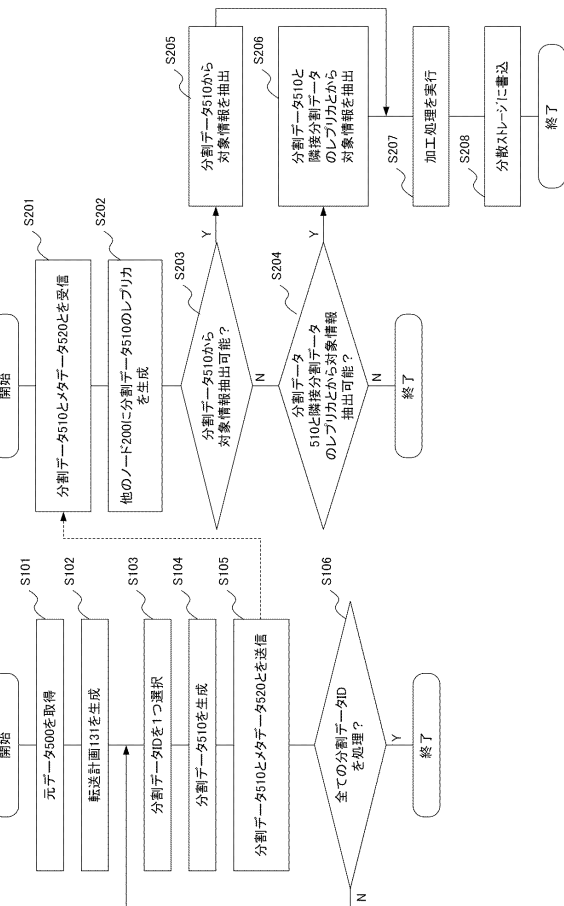 開始
S101
元データ500を取得
S102
転送計画131を生成
S103
分割データIDを1つ選択
S104
分割データ510を生成
S105
分割データ510とメタデータ520とを送信
S106
全ての分割データID
を処理？
N
Y
終了
開始
S201
分割データ510とメタデータ520とを受信
S202
他のノード200に分割データ510のレプリカ
を生成
S203
分割データ510から
対象情報抽出可能？
Y
N
S204
分割データ
510と隣接分割データ
のレプリカとから対象情報
抽出可能？
Y
N
終了
S205
分割データ510から
対象情報を抽出
S206
分割データ510と
隣接分割データ
のレプリカとから
対象情報を抽出
S207
加工処理を実行
S208
分散ストレージに書込
終了